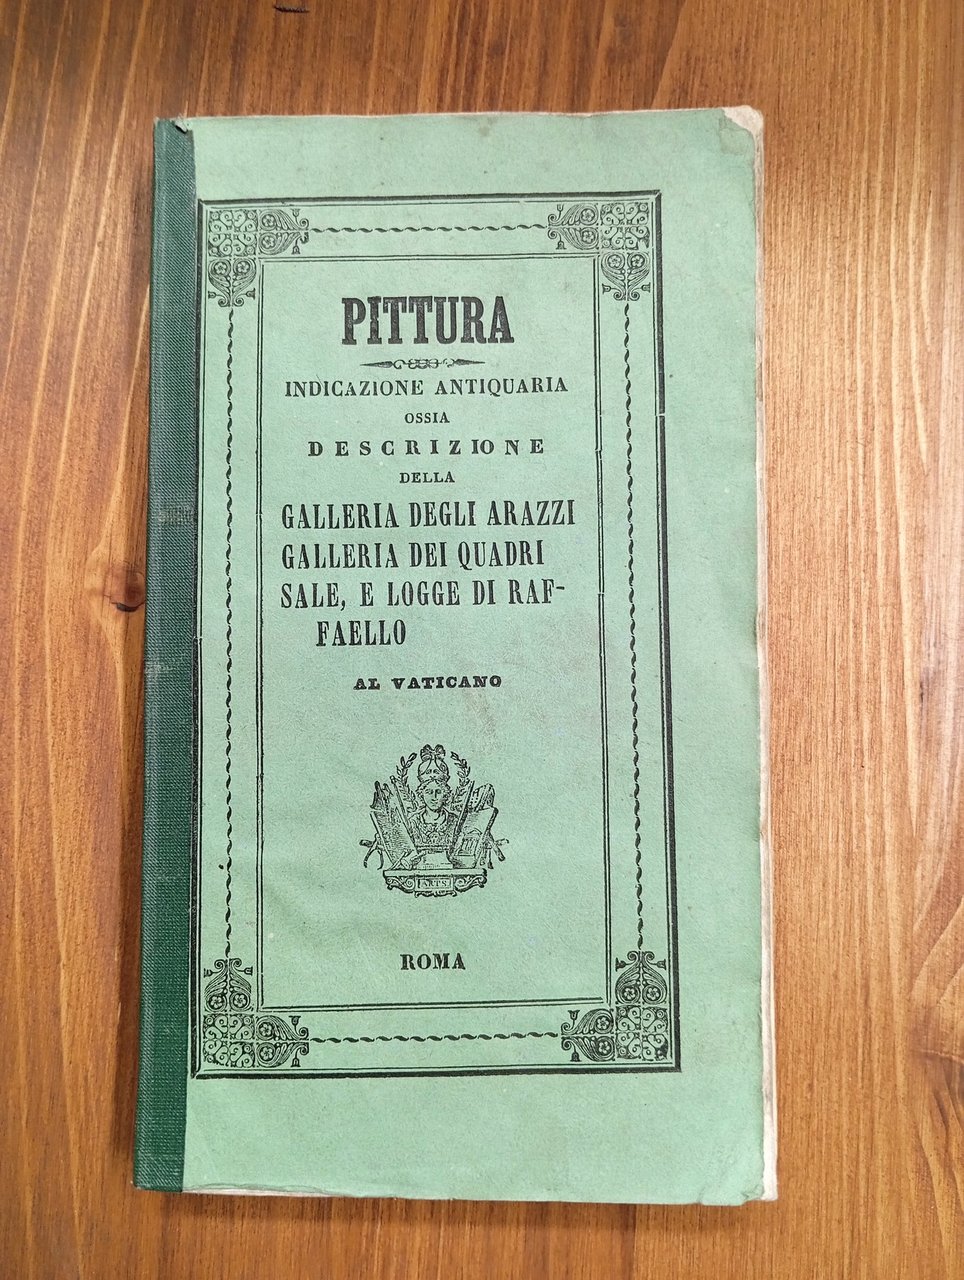 PITTURA
INDICAZIONE ANTIQUARIA
OSSIA
DESCRIZIONE
DELLA
GALLERIA DEGLI ARAZZI
GALLERIA DEI QUADRI
SALE, E LOGGE DI RAF-
FAELLO
AL VATICANO
ARTS
ROMA